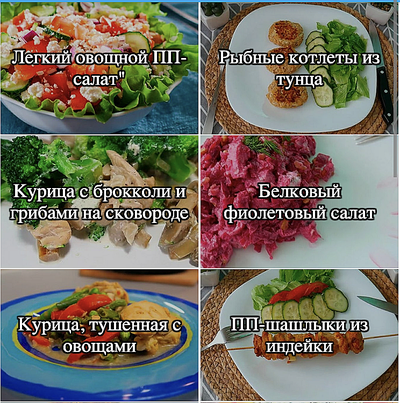 Легкий овощной ПП-
салат"
Рыбные котлеты из
тунца
Курица с брокколи и
грибами на сковороде
Белковый
фиолетовый салат
Курица, тушенная с
овощами
ПП-шашлыки из
индейки